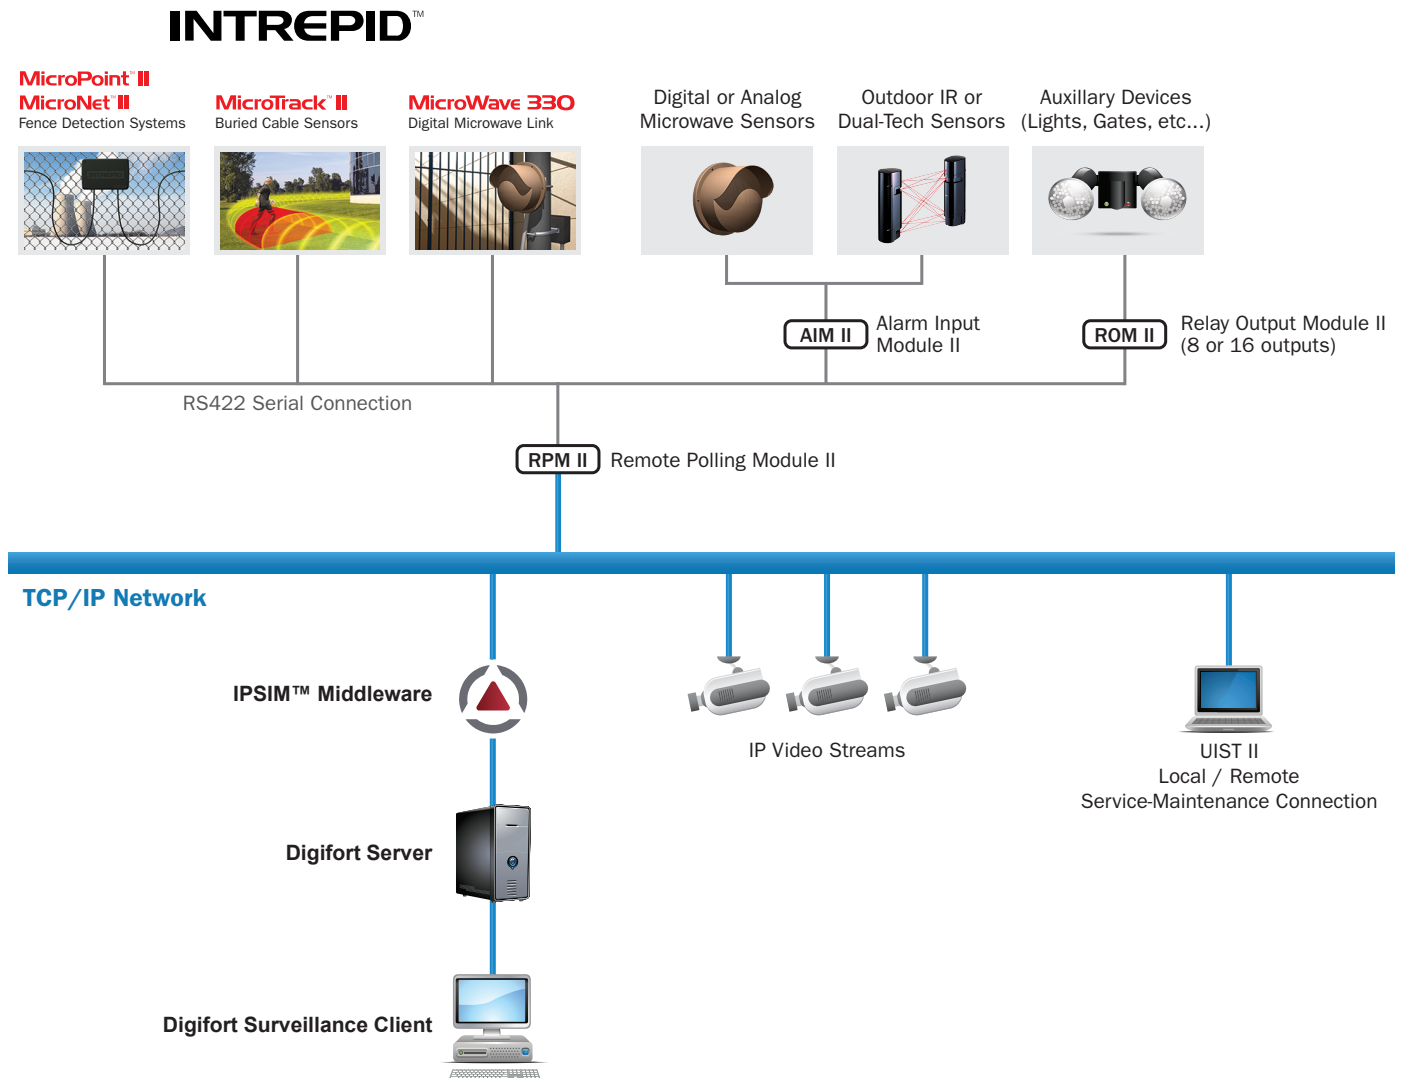 INTREPID™
MicroPoint™ II
MicroNet™ II
Fence Detection Systems
MicroTrack™ II
Buried Cable Sensors
MicroWave 330
Digital Microwave Link
Digital or Analog
Microwave Sensors
Outdoor IR or
Dual-Tech Sensors
Auxillary Devices
(Lights, Gates, etc...)
INTREPID
AIM II
Alarm Input
Module II
ROM II
Relay Output Module II
(8 or 16 outputs)
RS422 Serial Connection
RPM II
Remote Polling Module II
TCP/IP Network
IPSIM™ Middleware
IP Video Streams
UIST II
Local / Remote
Service-Maintenance Connection
Digifort Server
Digifort Surveillance Client